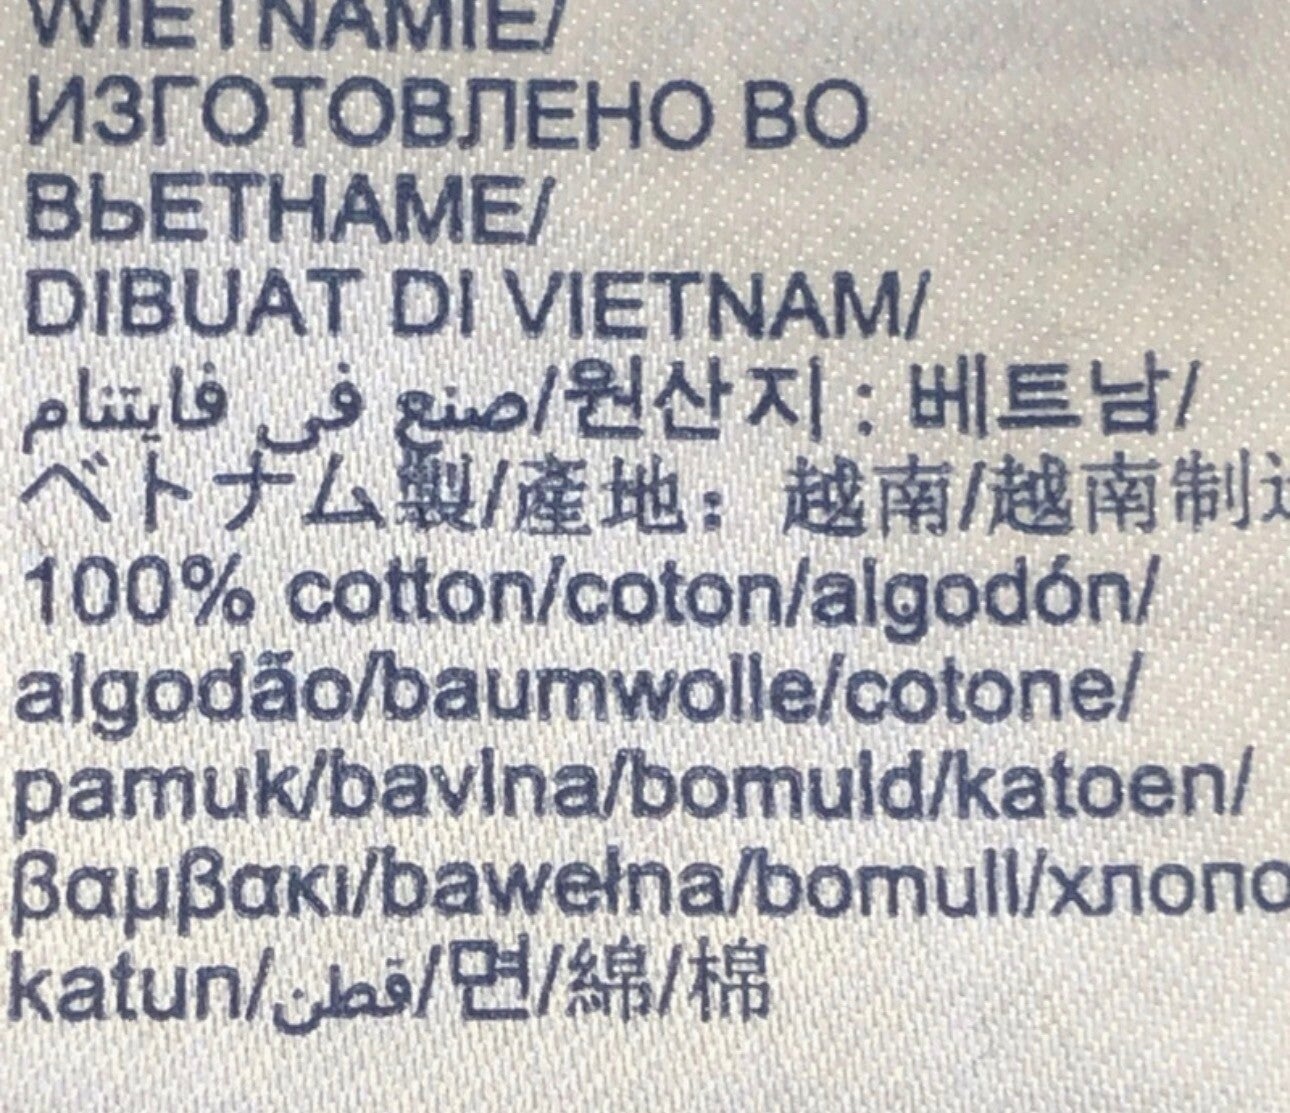 WIETNAMIE/
ИЗГОТОВЛЕНО ВО
ВЬЕТНАМЕ/
DIBUAT DI VIETNAM/
صنع في فايتنام/원산지 : 베트남/
ベトナム製/產地：越南/越南制造
100% cotton/coton/algodón/
algodão/baumwolle/cotone/
pamuk/bavlna/bomuld/katoen/
βαμβακι/bawełna/bomull/хлопо
katun/قطن/면/綿/棉